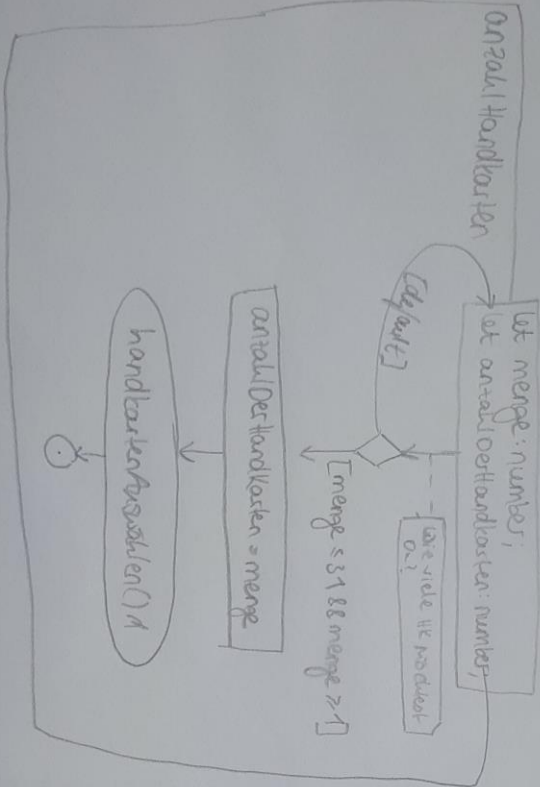 anzahlHandkarten
let menge: number;
let anzahlDerHandkarten: number;
Wie viele HK möchtest
du?
[default]
[menge ≤ 31 && menge ≥ 1]
anzahlDerHandkarten = menge
handkartenAuswählen()